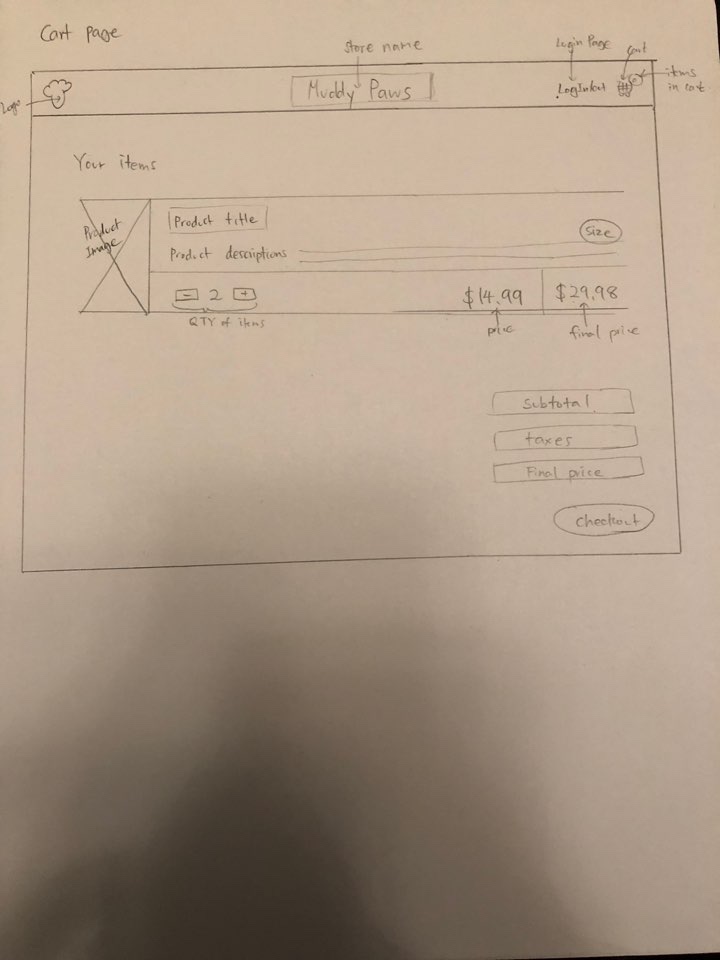 Cart page
store name
Login Page
cart
items
in cart
Logo
Muddy Paws
Your items
Product
Image
Product title
size
Product descriptions
- 2 +
$14.99
$29.98
QTY of items
price
final price
subtotal
taxes
Final price
Checkout